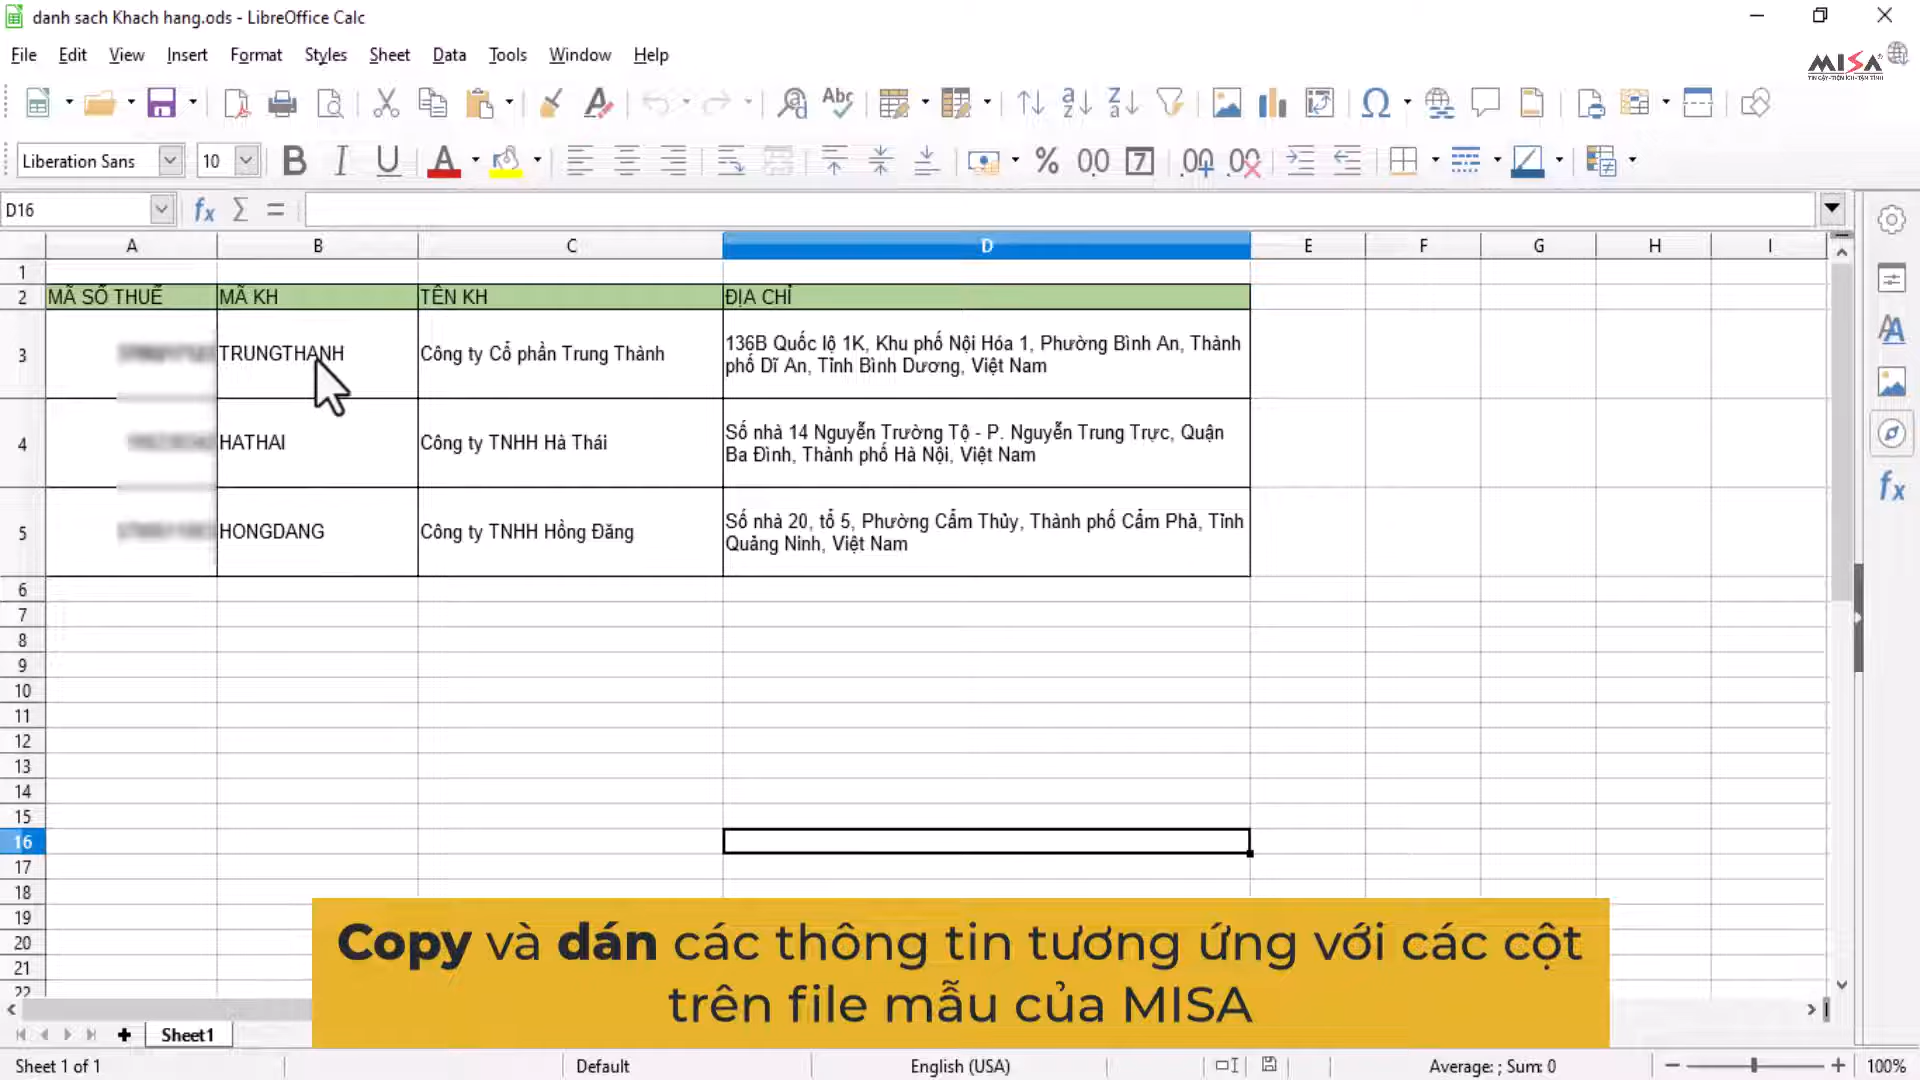 danh sach Khach hang.ods - LibreOffice Calc
File Edit View Insert Format Styles Sheet Data Tools Window Help
MISA
TIN CẬY-TIỆN ÍCH-TẬN TÌNH
Liberation Sans 10
D16
A B C D E F G H I
1
2 MÃ SỐ THUẾ MÃ KH TÊN KH ĐỊA CHỈ
3 TRUNGTHANH Công ty Cổ phần Trung Thành 136B Quốc lộ 1K, Khu phố Nội Hóa 1, Phường Bình An, Thành
phố Dĩ An, Tỉnh Bình Dương, Việt Nam
4 HATHAI Công ty TNHH Hà Thái Số nhà 14 Nguyễn Trường Tộ - P. Nguyễn Trung Trực, Quận
Ba Đình, Thành phố Hà Nội, Việt Nam
5 HONGDANG Công ty TNHH Hồng Đăng Số nhà 20, tổ 5, Phường Cẩm Thủy, Thành phố Cẩm Phả, Tỉnh
Quảng Ninh, Việt Nam
6
7
8
9
10
11
12
13
14
15
16
17
18
19
20
21
22
Copy và dán các thông tin tương ứng với các cột
trên file mẫu của MISA
Sheet1
Sheet 1 of 1 Default English (USA) Average: ; Sum: 0 100%